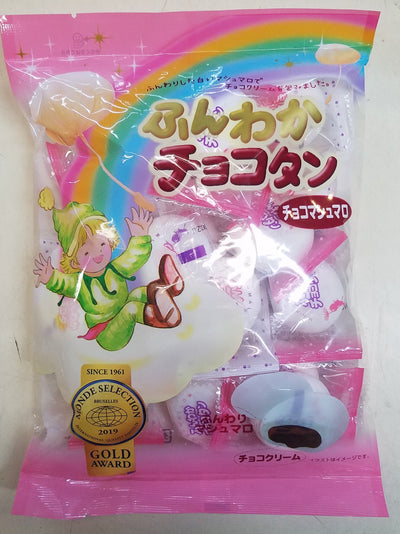 ふんわりした白いマシュマロで
チョコクリームを包みました。
ふんわか
チョコタン
チョコマシュマロ
SINCE 1961
MONDE SELECTION
BRUSSELS
2019
GOLD
AWARD
ふんわり
マシュマロ
チョコクリーム
イラストはイメージです。